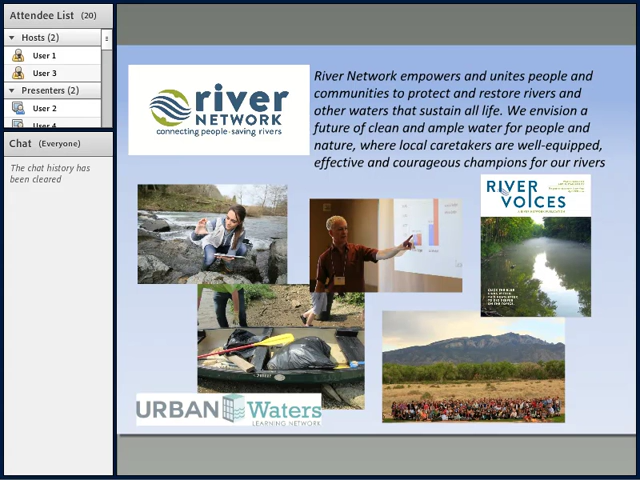 Attendee List (20)
Hosts (2)
User 1
User 3
Presenters (2)
User 2
User 4
Chat (Everyone)
The chat history has
been cleared
river
NETWORK
connecting people·saving rivers
River Network empowers and unites people and
communities to protect and restore rivers and
other waters that sustain all life. We envision a
future of clean and ample water for people and
nature, where local caretakers are well-equipped,
effective and courageous champions for our rivers
RIVER
VOICES
URBAN Waters
LEARNING NETWORK